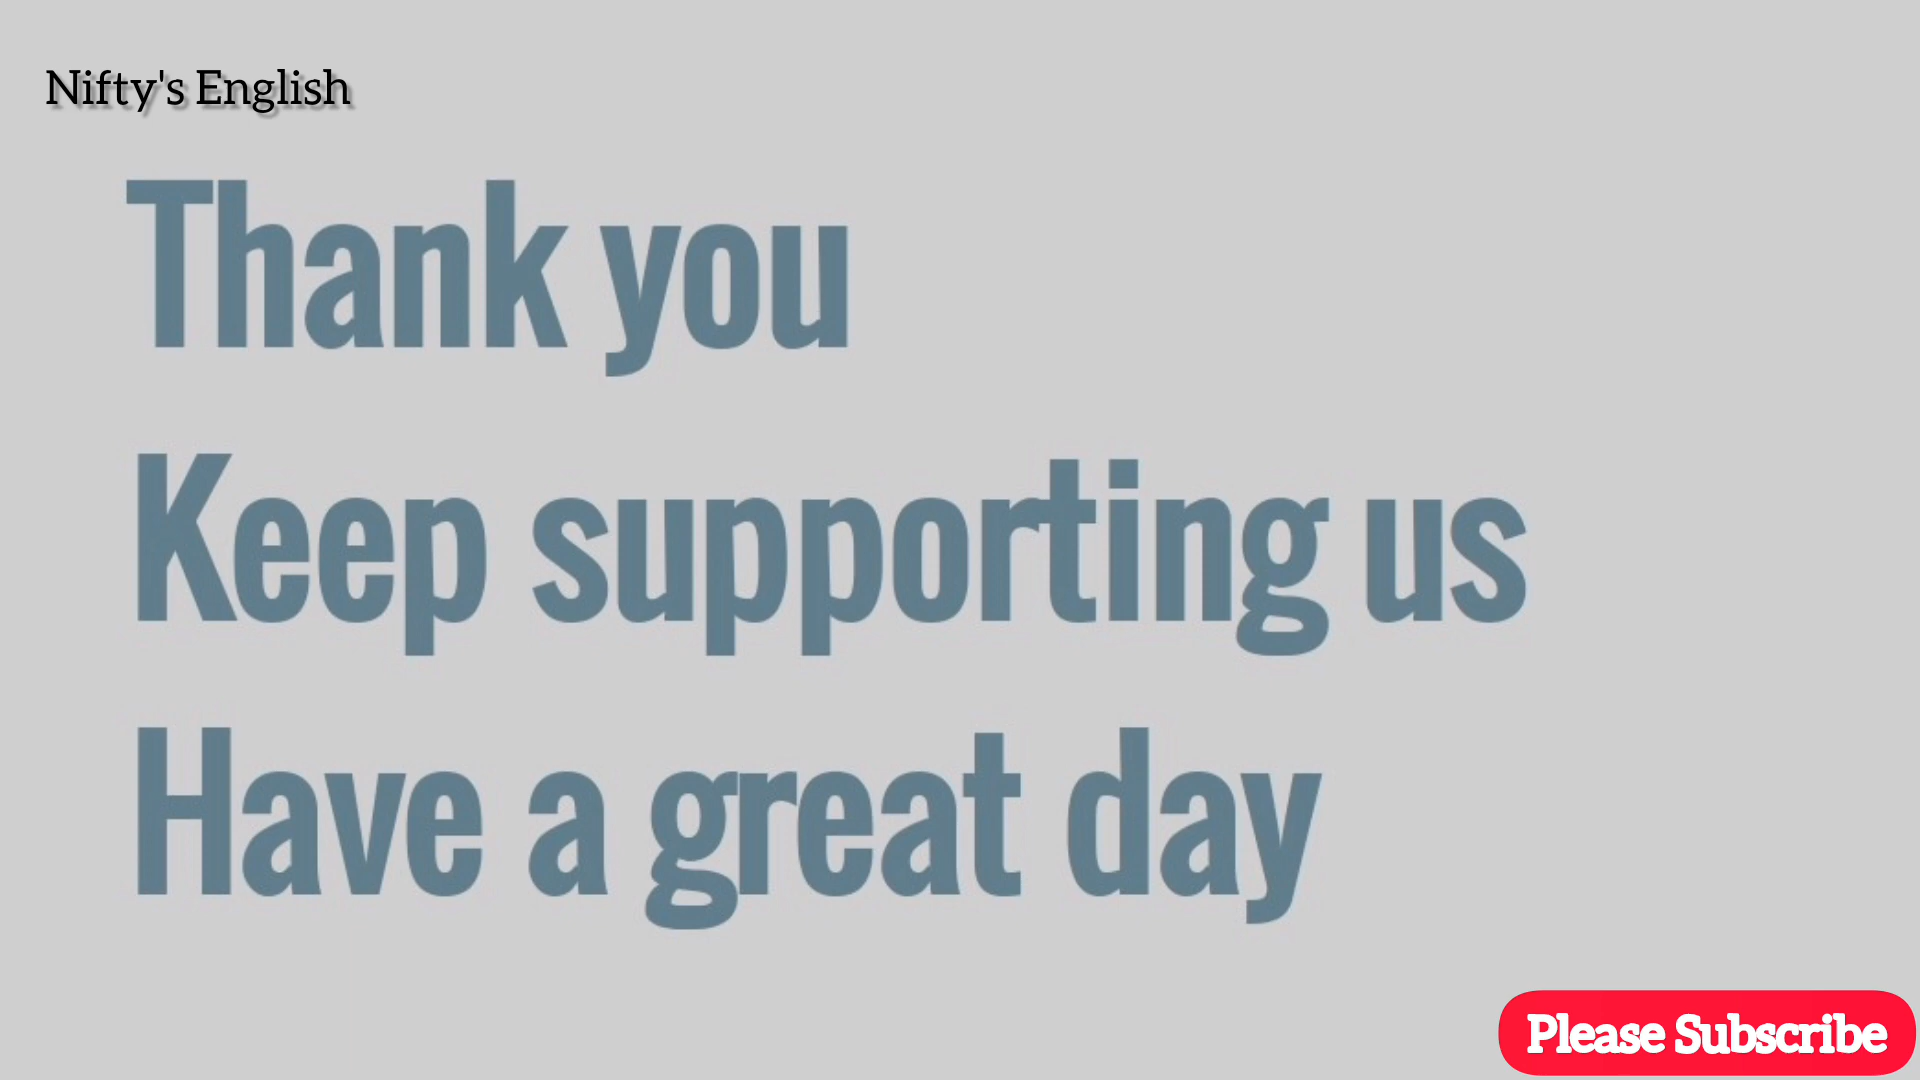 Nifty's English
Thank you
Keep supporting us
Have a great day
Please Subscribe